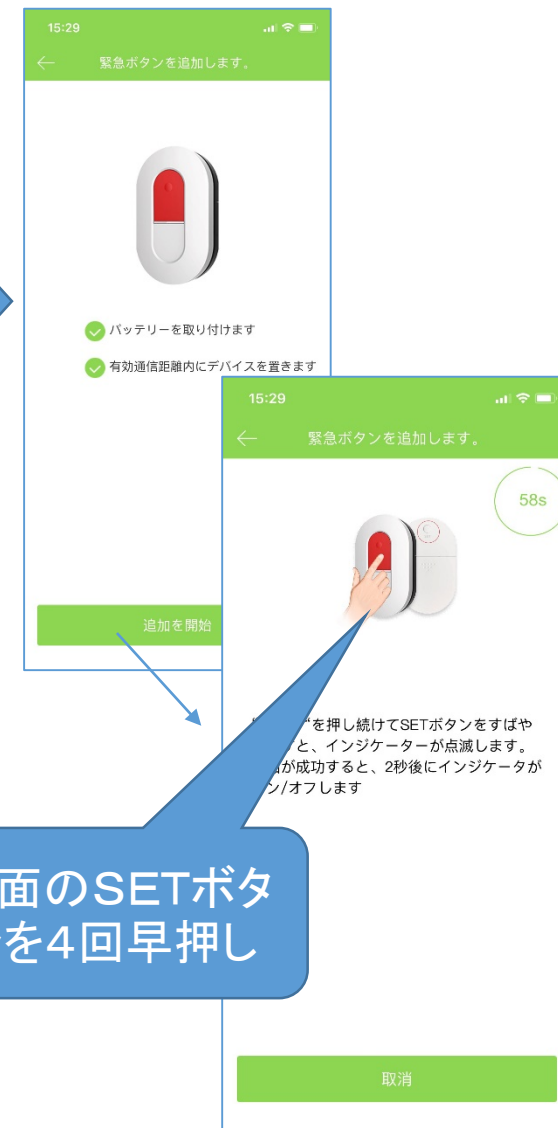 15:29
緊急ボタンを追加します。
バッテリーを取り付けます
有効通信距離内にデバイスを置きます
追加を開始
15:29
緊急ボタンを追加します。
58s
"を押し続けてSETボタンをすばや
と、インジケーターが点滅します。
が成功すると、2秒後にインジケータが
ン/オフします
面のSETボタ
を４回早押し
取消